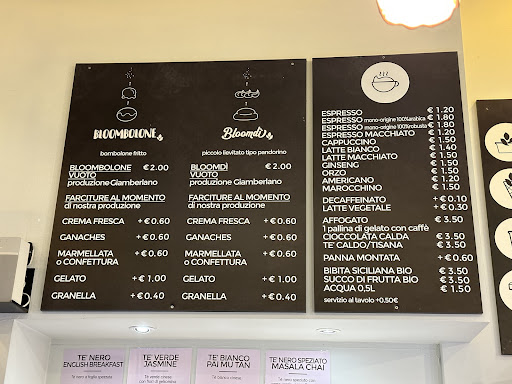 BLOOMBOLONE
bombolone fritto
BLOOMBOLONE € 2.00
VUOTO
produzione Giamberlano
FARCITURE AL MOMENTO
di nostra produzione
CREMA FRESCA +€ 0.60
GANACHES +€ 0.60
MARMELLATA +€ 0.60
o CONFETTURA
GELATO +€ 1.00
GRANELLA +€ 0.40
Bloomdì
piccolo lievitato tipo pandorino
BLOOMDÌ € 2.00
VUOTO
produzione Giamberlano
FARCITURE AL MOMENTO
di nostra produzione
CREMA FRESCA +€ 0.60
GANACHES +€ 0.60
MARMELLATA +€ 0.60
o CONFETTURA
GELATO +€ 1.00
GRANELLA +€ 0.40
ESPRESSO € 1.20
ESPRESSO mono-origine 100%arabica € 1.80
ESPRESSO mono-origine 100%robusta € 1.80
ESPRESSO MACCHIATO € 1.20
CAPPUCCINO € 1.50
LATTE BIANCO € 1.40
LATTE MACCHIATO € 1.50
GINSENG € 1.50
ORZO € 1.50
AMERICANO € 1.20
MAROCCHINO € 1.50
DECAFFEINATO +€ 0.10
LATTE VEGETALE +€ 0.30
AFFOGATO € 3.50
1 pallina di gelato con caffè
CIOCCOLATA CALDA € 3.50
TE' CALDO/TISANA € 3.50
PANNA MONTATA +€ 0.60
BIBITA SICILIANA BIO € 3.50
SUCCO DI FRUTTA BIO € 3.50
ACQUA 0,5L € 1.50
servizio al tavolo +0.50€
TE' NERO
ENGLISH BREAKFAST
TE' VERDE
JASMINE
TE' BIANCO
PAI MU TAN
TE' NERO SPEZIATO
MASALA CHAI